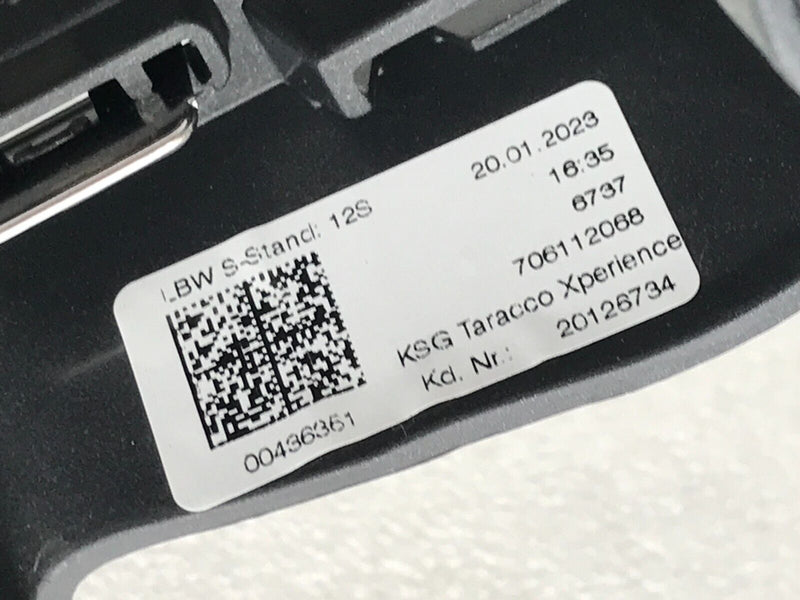 LBW S-Stand: 12S
20.01.2023
16:35
6737
706112068
KSG Taracco Xperience
Kd. Nr.: 20126734
00436361